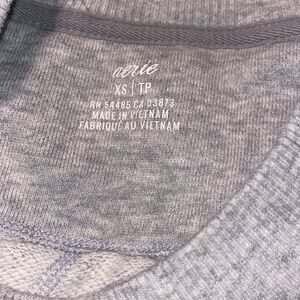 aerie
XS | TP
RN 54485 CA 03873
MADE IN VIETNAM
FABRIQUÉ AU VIETNAM